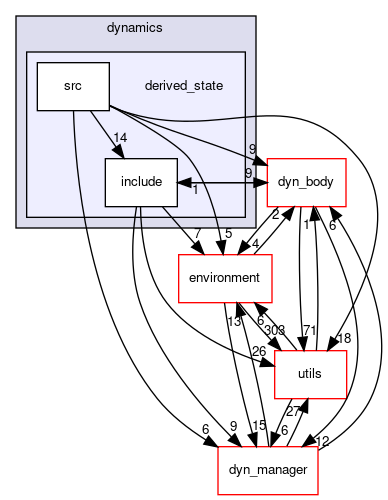 dynamics
src
derived_state
14
9
include
9
1
dyn_body
7
5
2
4
1
6
environment
13
6
303
71
18
26
utils
27
6
9
15
6
12
dyn_manager